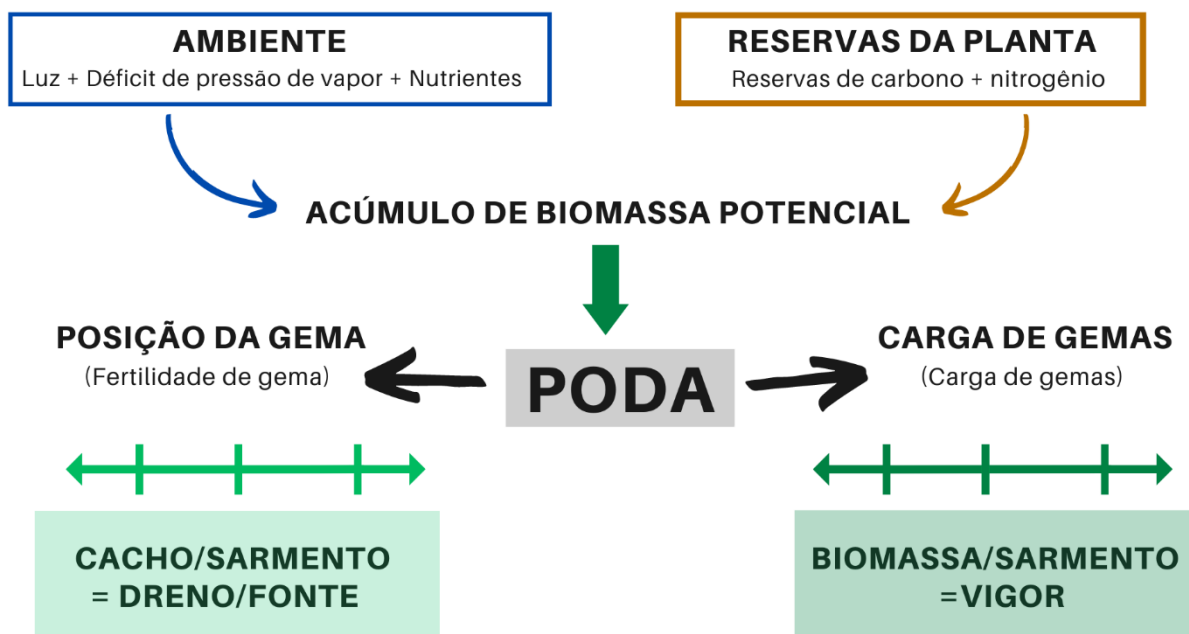 AMBIENTE
Luz + Déficit de pressão de vapor + Nutrientes
RESERVAS DA PLANTA
Reservas de carbono + nitrogênio
ACÚMULO DE BIOMASSA POTENCIAL
POSIÇÃO DA GEMA
(Fertilidade de gema)
PODA
CARGA DE GEMAS
(Carga de gemas)
CACHO/SARMENTO
= DRENO/FONTE
BIOMASSA/SARMENTO
=VIGOR